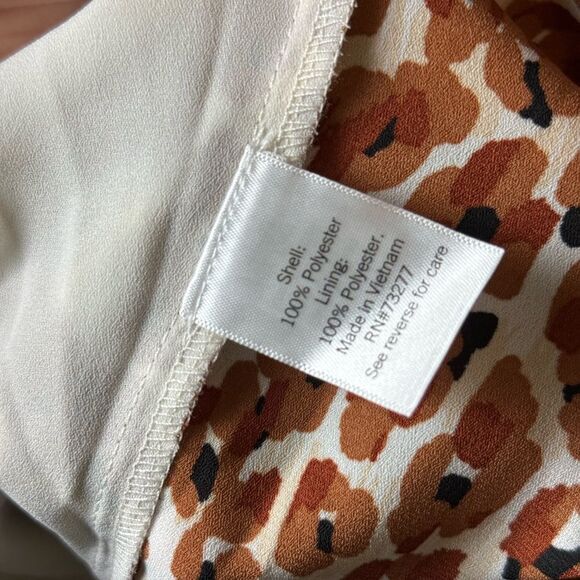 Shell:
100% Polyester
Lining:
100% Polyester.
Made in Vietnam
RN#73277
See reverse for care